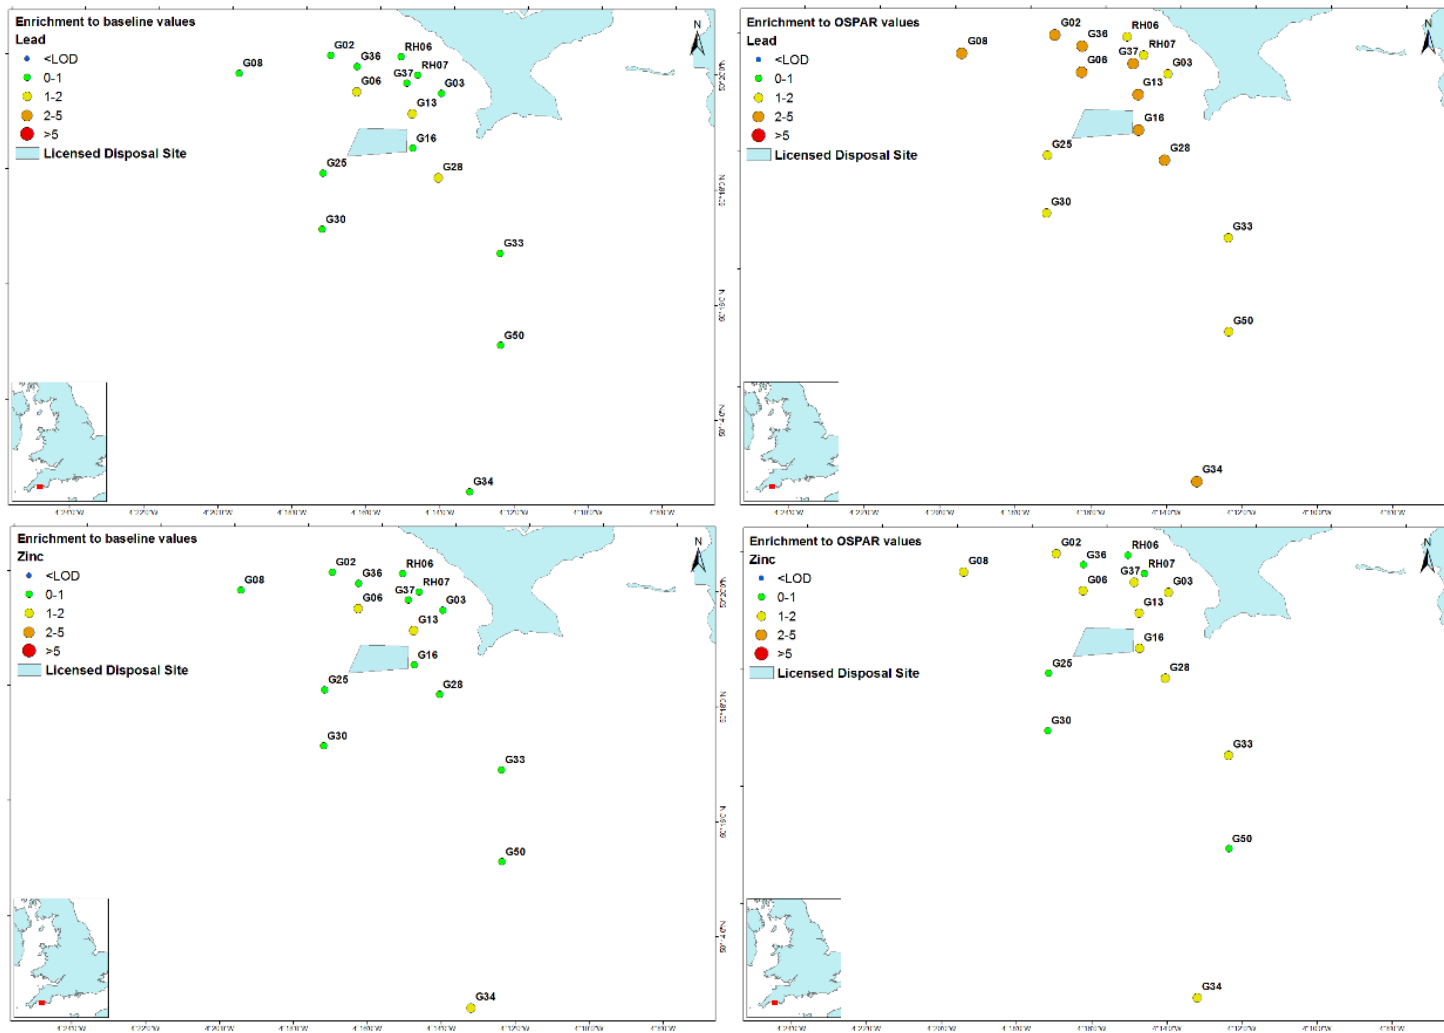 Enrichment to baseline values
Lead
<LOD
0-1
1-2
2-5
>5
Licensed Disposal Site
N
G08
G02
G36
RH06
RH07
G06
G37
G03
G13
G16
G25
G28
G30
G33
G50
G34
Enrichment to OSPAR values
Lead
<LOD
0-1
1-2
2-5
>5
Licensed Disposal Site
N
G08
G02
G36
RH06
RH07
G37
G06
G03
G13
G16
G25
G28
G30
G33
G50
G34
Enrichment to baseline values
Zinc
<LOD
0-1
1-2
2-5
>5
Licensed Disposal Site
N
G08
G02
G36
RH06
RH07
G06
G37
G03
G13
G16
G25
G28
G30
G33
G50
G34
Enrichment to OSPAR values
Zinc
<LOD
0-1
1-2
2-5
>5
Licensed Disposal Site
N
G08
G02
G36
RH06
RH07
G37
G06
G03
G13
G16
G25
G28
G30
G33
G50
G34